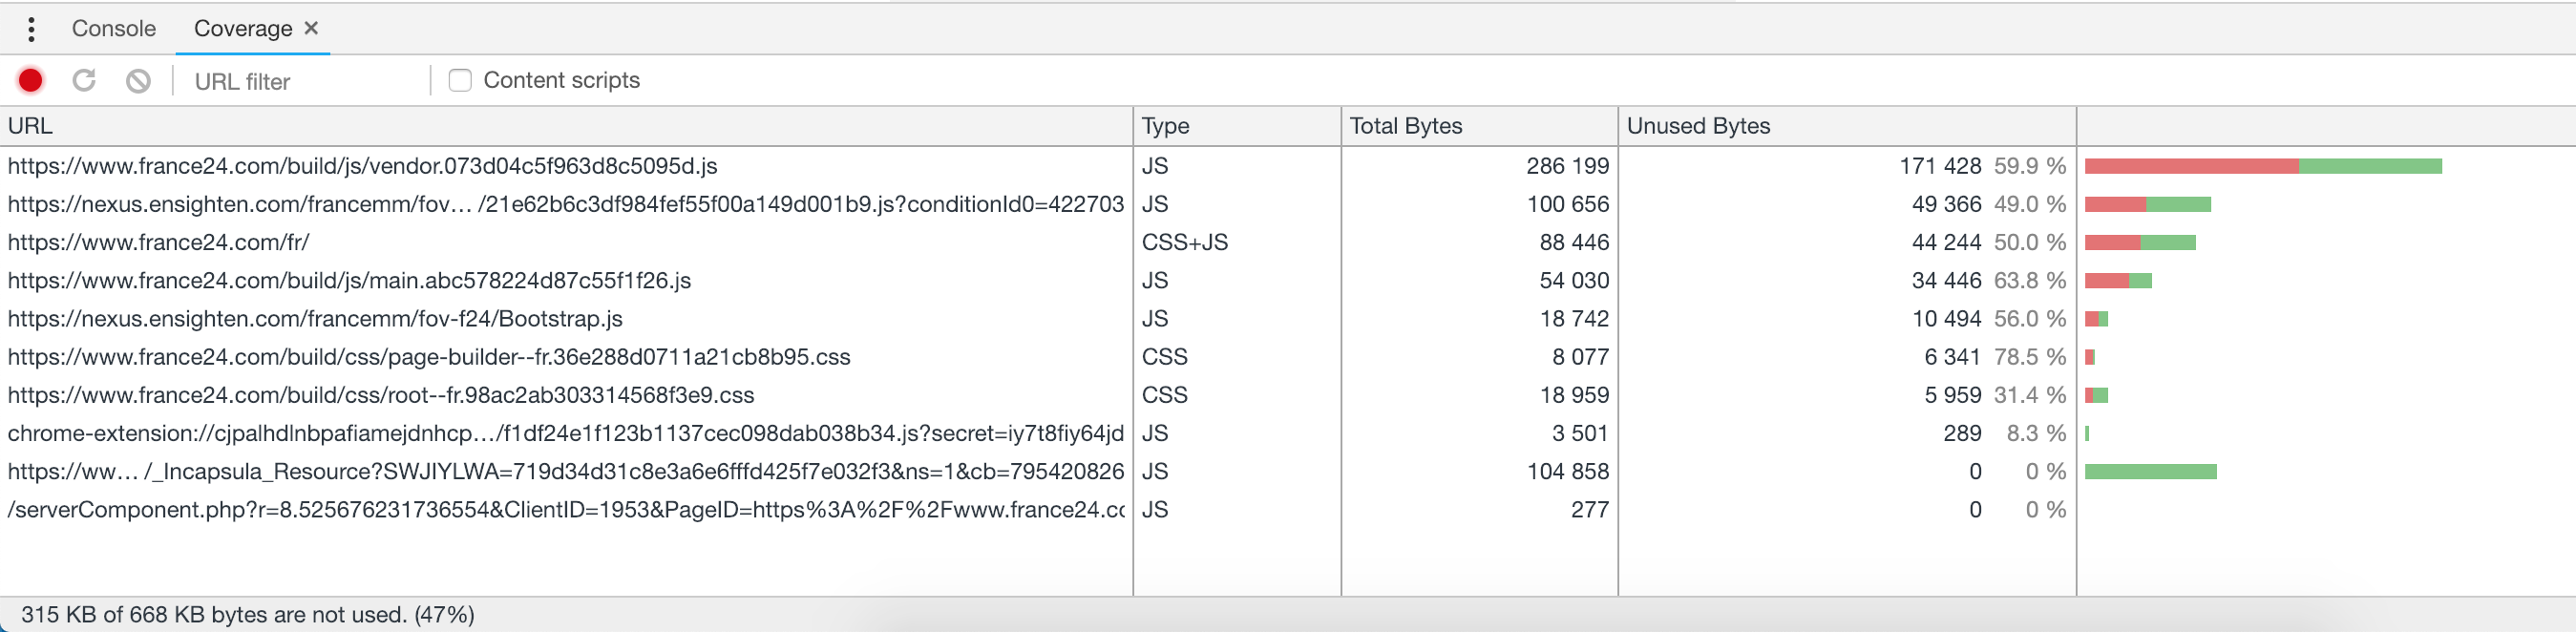 Console Coverage ×
URL filter Content scripts
URL Type Total Bytes Unused Bytes
https://www.france24.com/build/js/vendor.073d04c5f963d8c5095d.js JS 286 199 171 428 59.9 %
https://nexus.ensighten.com/francemm/fov… /21e62b6c3df984fef55f00a149d001b9.js?conditionId0=422703 JS 100 656 49 366 49.0 %
https://www.france24.com/fr/ CSS+JS 88 446 44 244 50.0 %
https://www.france24.com/build/js/main.abc578224d87c55f1f26.js JS 54 030 34 446 63.8 %
https://nexus.ensighten.com/francemm/fov-f24/Bootstrap.js JS 18 742 10 494 56.0 %
https://www.france24.com/build/css/page-builder--fr.36e288d0711a21cb8b95.css CSS 8 077 6 341 78.5 %
https://www.france24.com/build/css/root--fr.98ac2ab303314568f3e9.css CSS 18 959 5 959 31.4 %
chrome-extension://cjpalhdlnbpafiamejdnhcp…/f1df24e1f123b1137cec098dab038b34.js?secret=iy7t8fiy64jd JS 3 501 289 8.3 %
https://ww… /_Incapsula_Resource?SWJIYLWA=719d34d31c8e3a6e6fffd425f7e032f3&ns=1&cb=795420826 JS 104 858 0 0 %
/serverComponent.php?r=8.525676231736554&ClientID=1953&PageID=https%3A%2F%2Fwww.france24.cc JS 277 0 0 %
315 KB of 668 KB bytes are not used. (47%)